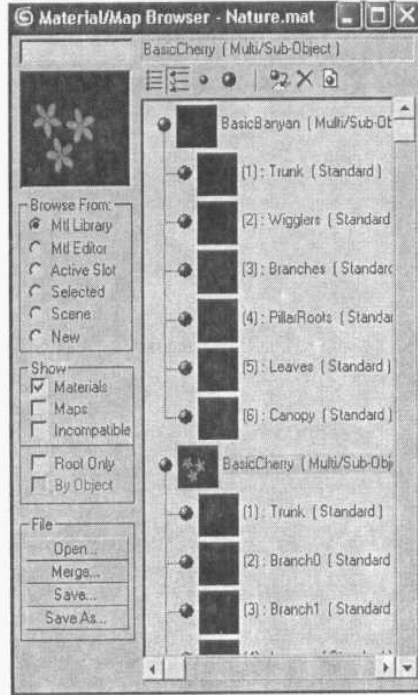 Material/Map Browser - Nature.mat
BasicCherry ( Multi/Sub-Object )
Browse From:
Mtl Library
Mtl Editor
Active Slot
Selected
Scene
New
Show
Materials
Maps
Incompatible
Root Only
By Object
File
Open...
Merge...
Save...
Save As...
BasicBanyan ( Multi/Sub-Ob
(1) : Trunk ( Standard )
(2) : Wigglers ( Standard )
(3) : Branches ( Standard
(4) : PillarRoots ( Standar
(5) : Leaves ( Standard )
(6) : Canopy ( Standard )
BasicCherry ( Multi/Sub-Obj
(1) : Trunk ( Standard )
(2) : Branch0 ( Standard
(3) : Branch1 ( Standard